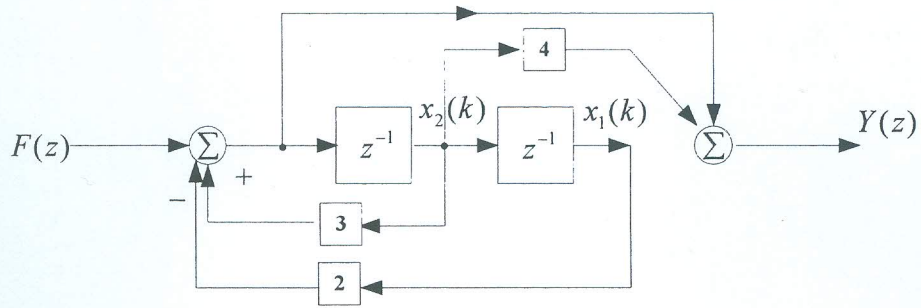 4
x₂(k)
x₁(k)
F(z)
Σ
z⁻¹
z⁻¹
Σ
Y(z)
+
−
3
2